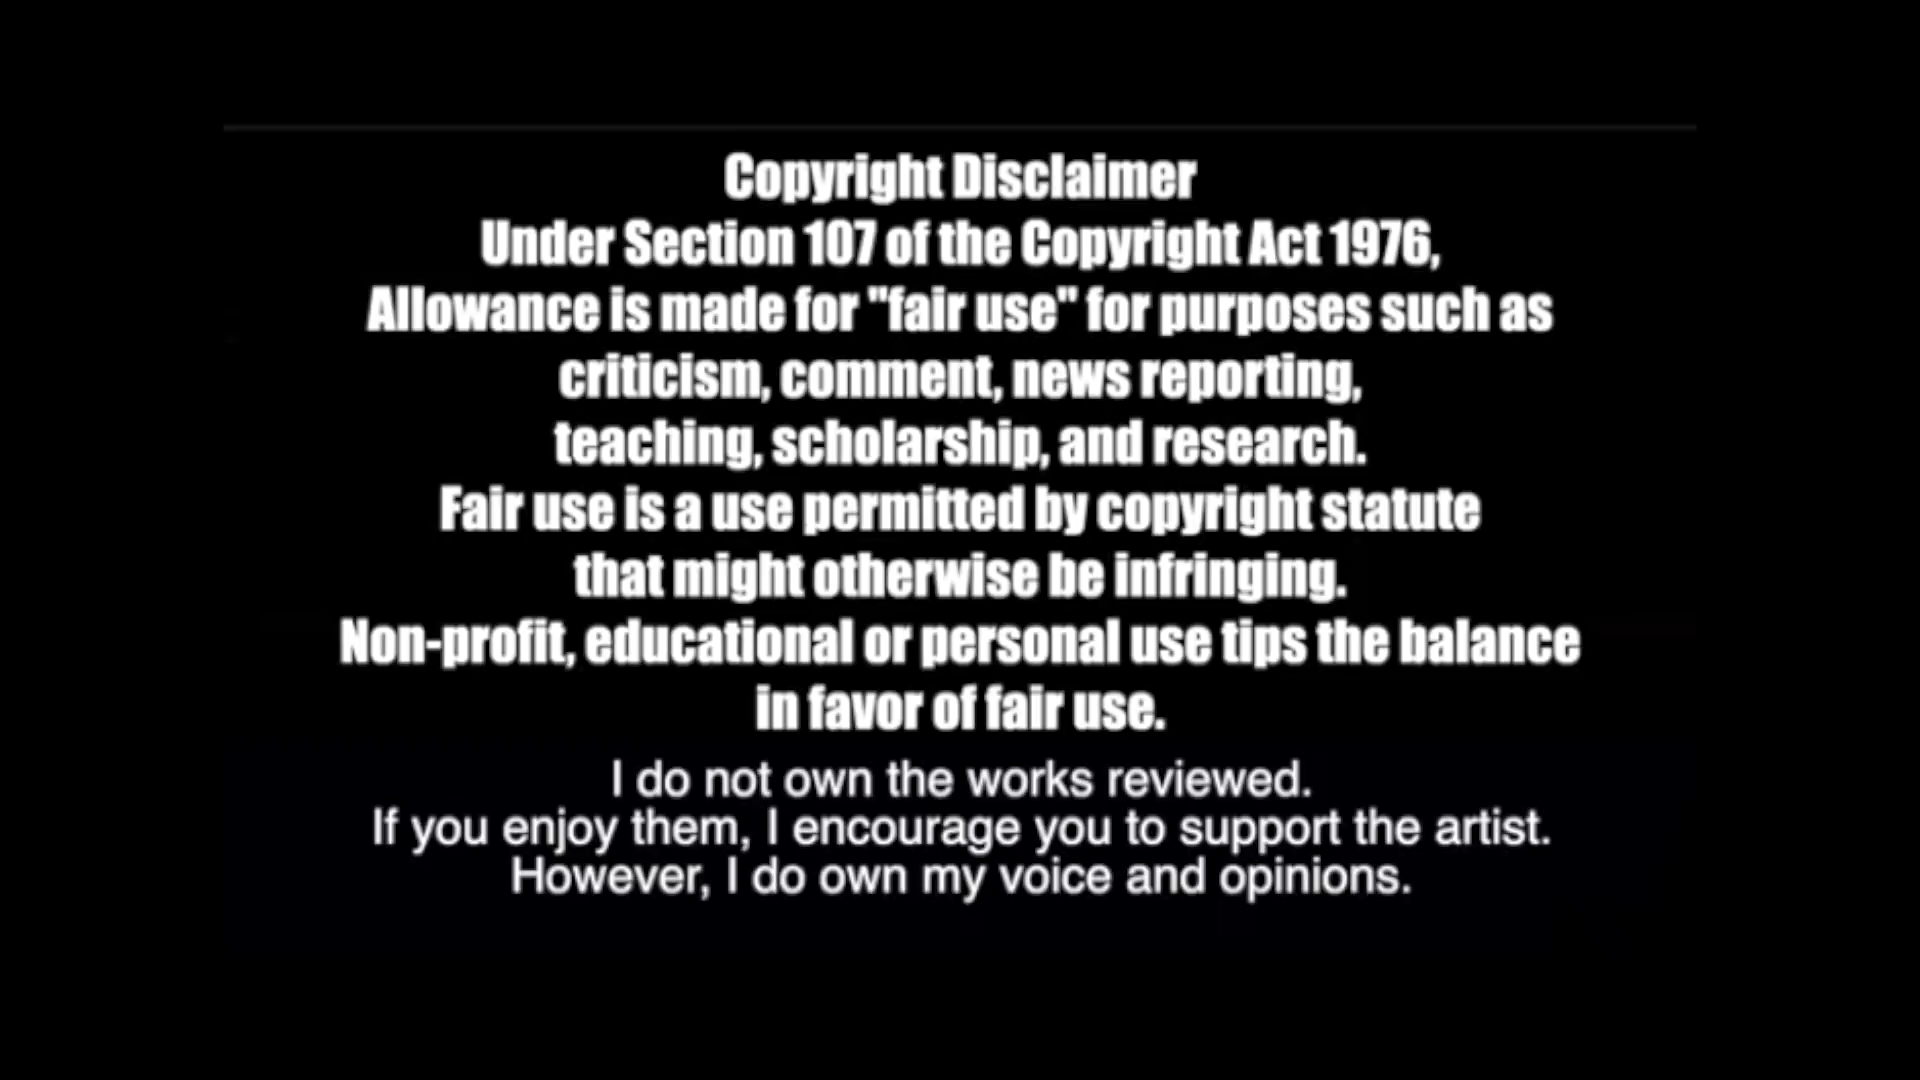 Copyright Disclaimer
Under Section 107 of the Copyright Act 1976,
Allowance is made for "fair use" for purposes such as
criticism, comment, news reporting,
teaching, scholarship, and research.
Fair use is a use permitted by copyright statute
that might otherwise be infringing.
Non-profit, educational or personal use tips the balance
in favor of fair use.
I do not own the works reviewed.
If you enjoy them, I encourage you to support the artist.
However, I do own my voice and opinions.